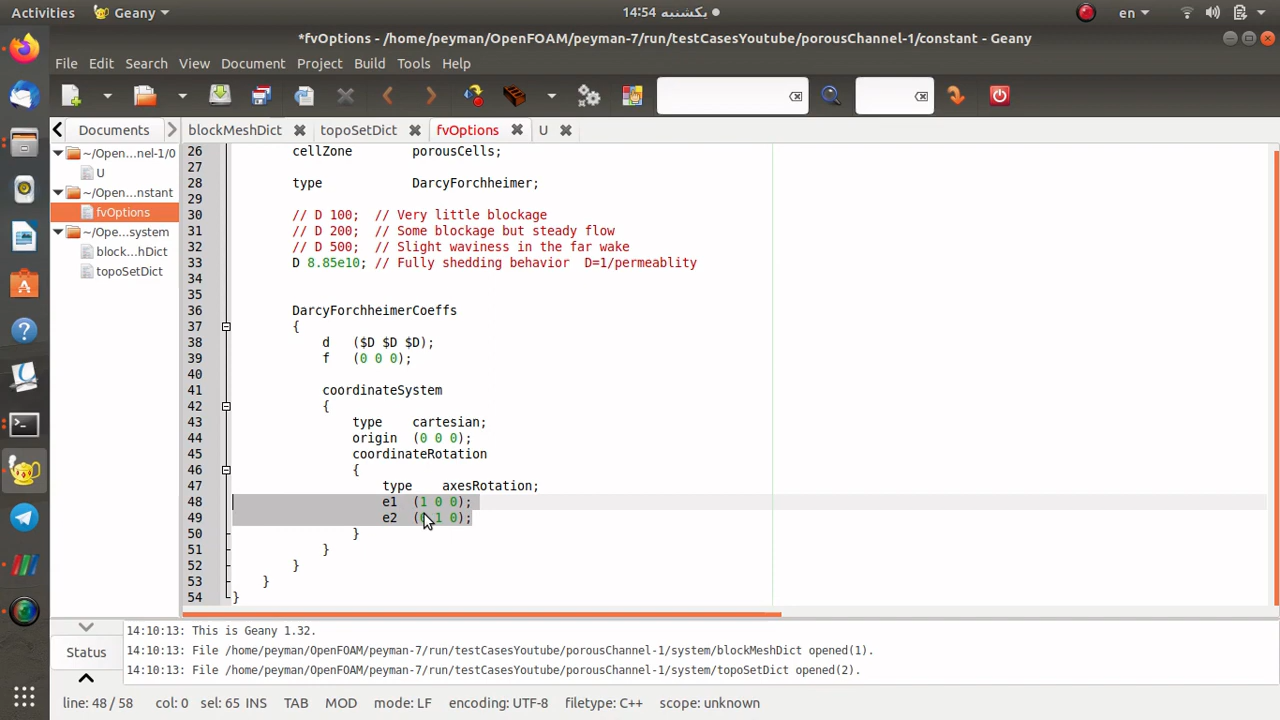 Activities Geany یکشنبه 14:54 en
*fvOptions - /home/peyman/OpenFOAM/peyman-7/run/testCasesYoutube/porousChannel-1/constant - Geany
File Edit Search View Document Project Build Tools Help
Documents blockMeshDict topoSetDict fvOptions U
~/Open...nel-1/0
U
~/Open...nstant
fvOptions
~/Ope...system
block...hDict
topoSetDict
26 cellZone porousCells;
27
28 type DarcyForchheimer;
29
30 // D 100; // Very little blockage
31 // D 200; // Some blockage but steady flow
32 // D 500; // Slight waviness in the far wake
33 D 8.85e10; // Fully shedding behavior D=1/permeablity
34
35
36 DarcyForchheimerCoeffs
37 {
38 d ($D $D $D);
39 f (0 0 0);
40
41 coordinateSystem
42 {
43 type cartesian;
44 origin (0 0 0);
45 coordinateRotation
46 {
47 type axesRotation;
48 e1 (1 0 0);
49 e2 (0 1 0);
50 }
51 }
52 }
53 }
54 }
Status
14:10:13: This is Geany 1.32.
14:10:13: File /home/peyman/OpenFOAM/peyman-7/run/testCasesYoutube/porousChannel-1/system/blockMeshDict opened(1).
14:10:13: File /home/peyman/OpenFOAM/peyman-7/run/testCasesYoutube/porousChannel-1/system/topoSetDict opened(2).
line: 48 / 58 col: 0 sel: 65 INS TAB MOD mode: LF encoding: UTF-8 filetype: C++ scope: unknown